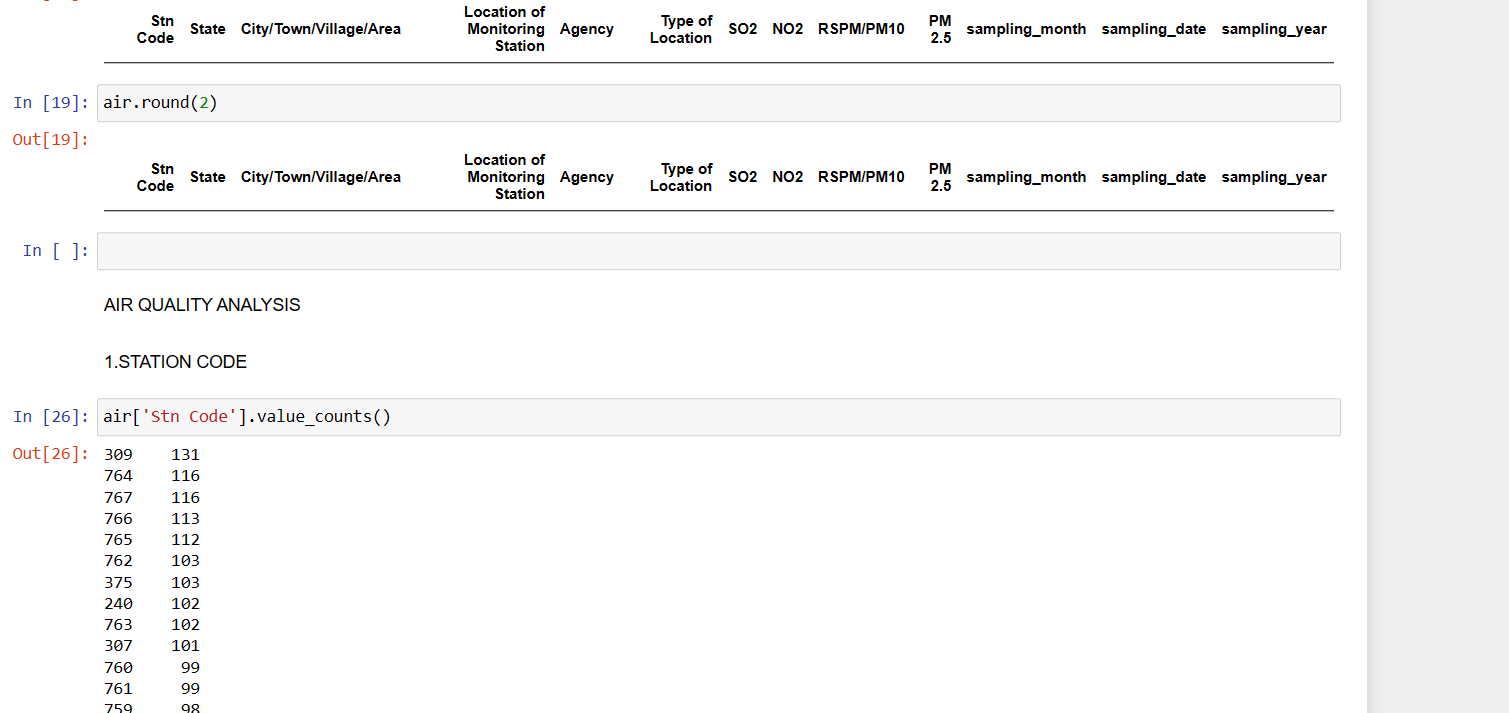 Stn Code State City/Town/Village/Area Location of Monitoring Station Agency Type of Location SO2 NO2 RSPM/PM10 PM 2.5 sampling_month sampling_date sampling_year
In [19]: air.round(2)
Out[19]:
Stn Code State City/Town/Village/Area Location of Monitoring Station Agency Type of Location SO2 NO2 RSPM/PM10 PM 2.5 sampling_month sampling_date sampling_year
In [ ]:
AIR QUALITY ANALYSIS
1.STATION CODE
In [26]: air['Stn Code'].value_counts()
Out[26]: 309 131
764 116
767 116
766 113
765 112
762 103
375 103
240 102
763 102
307 101
760 99
761 99
759 98